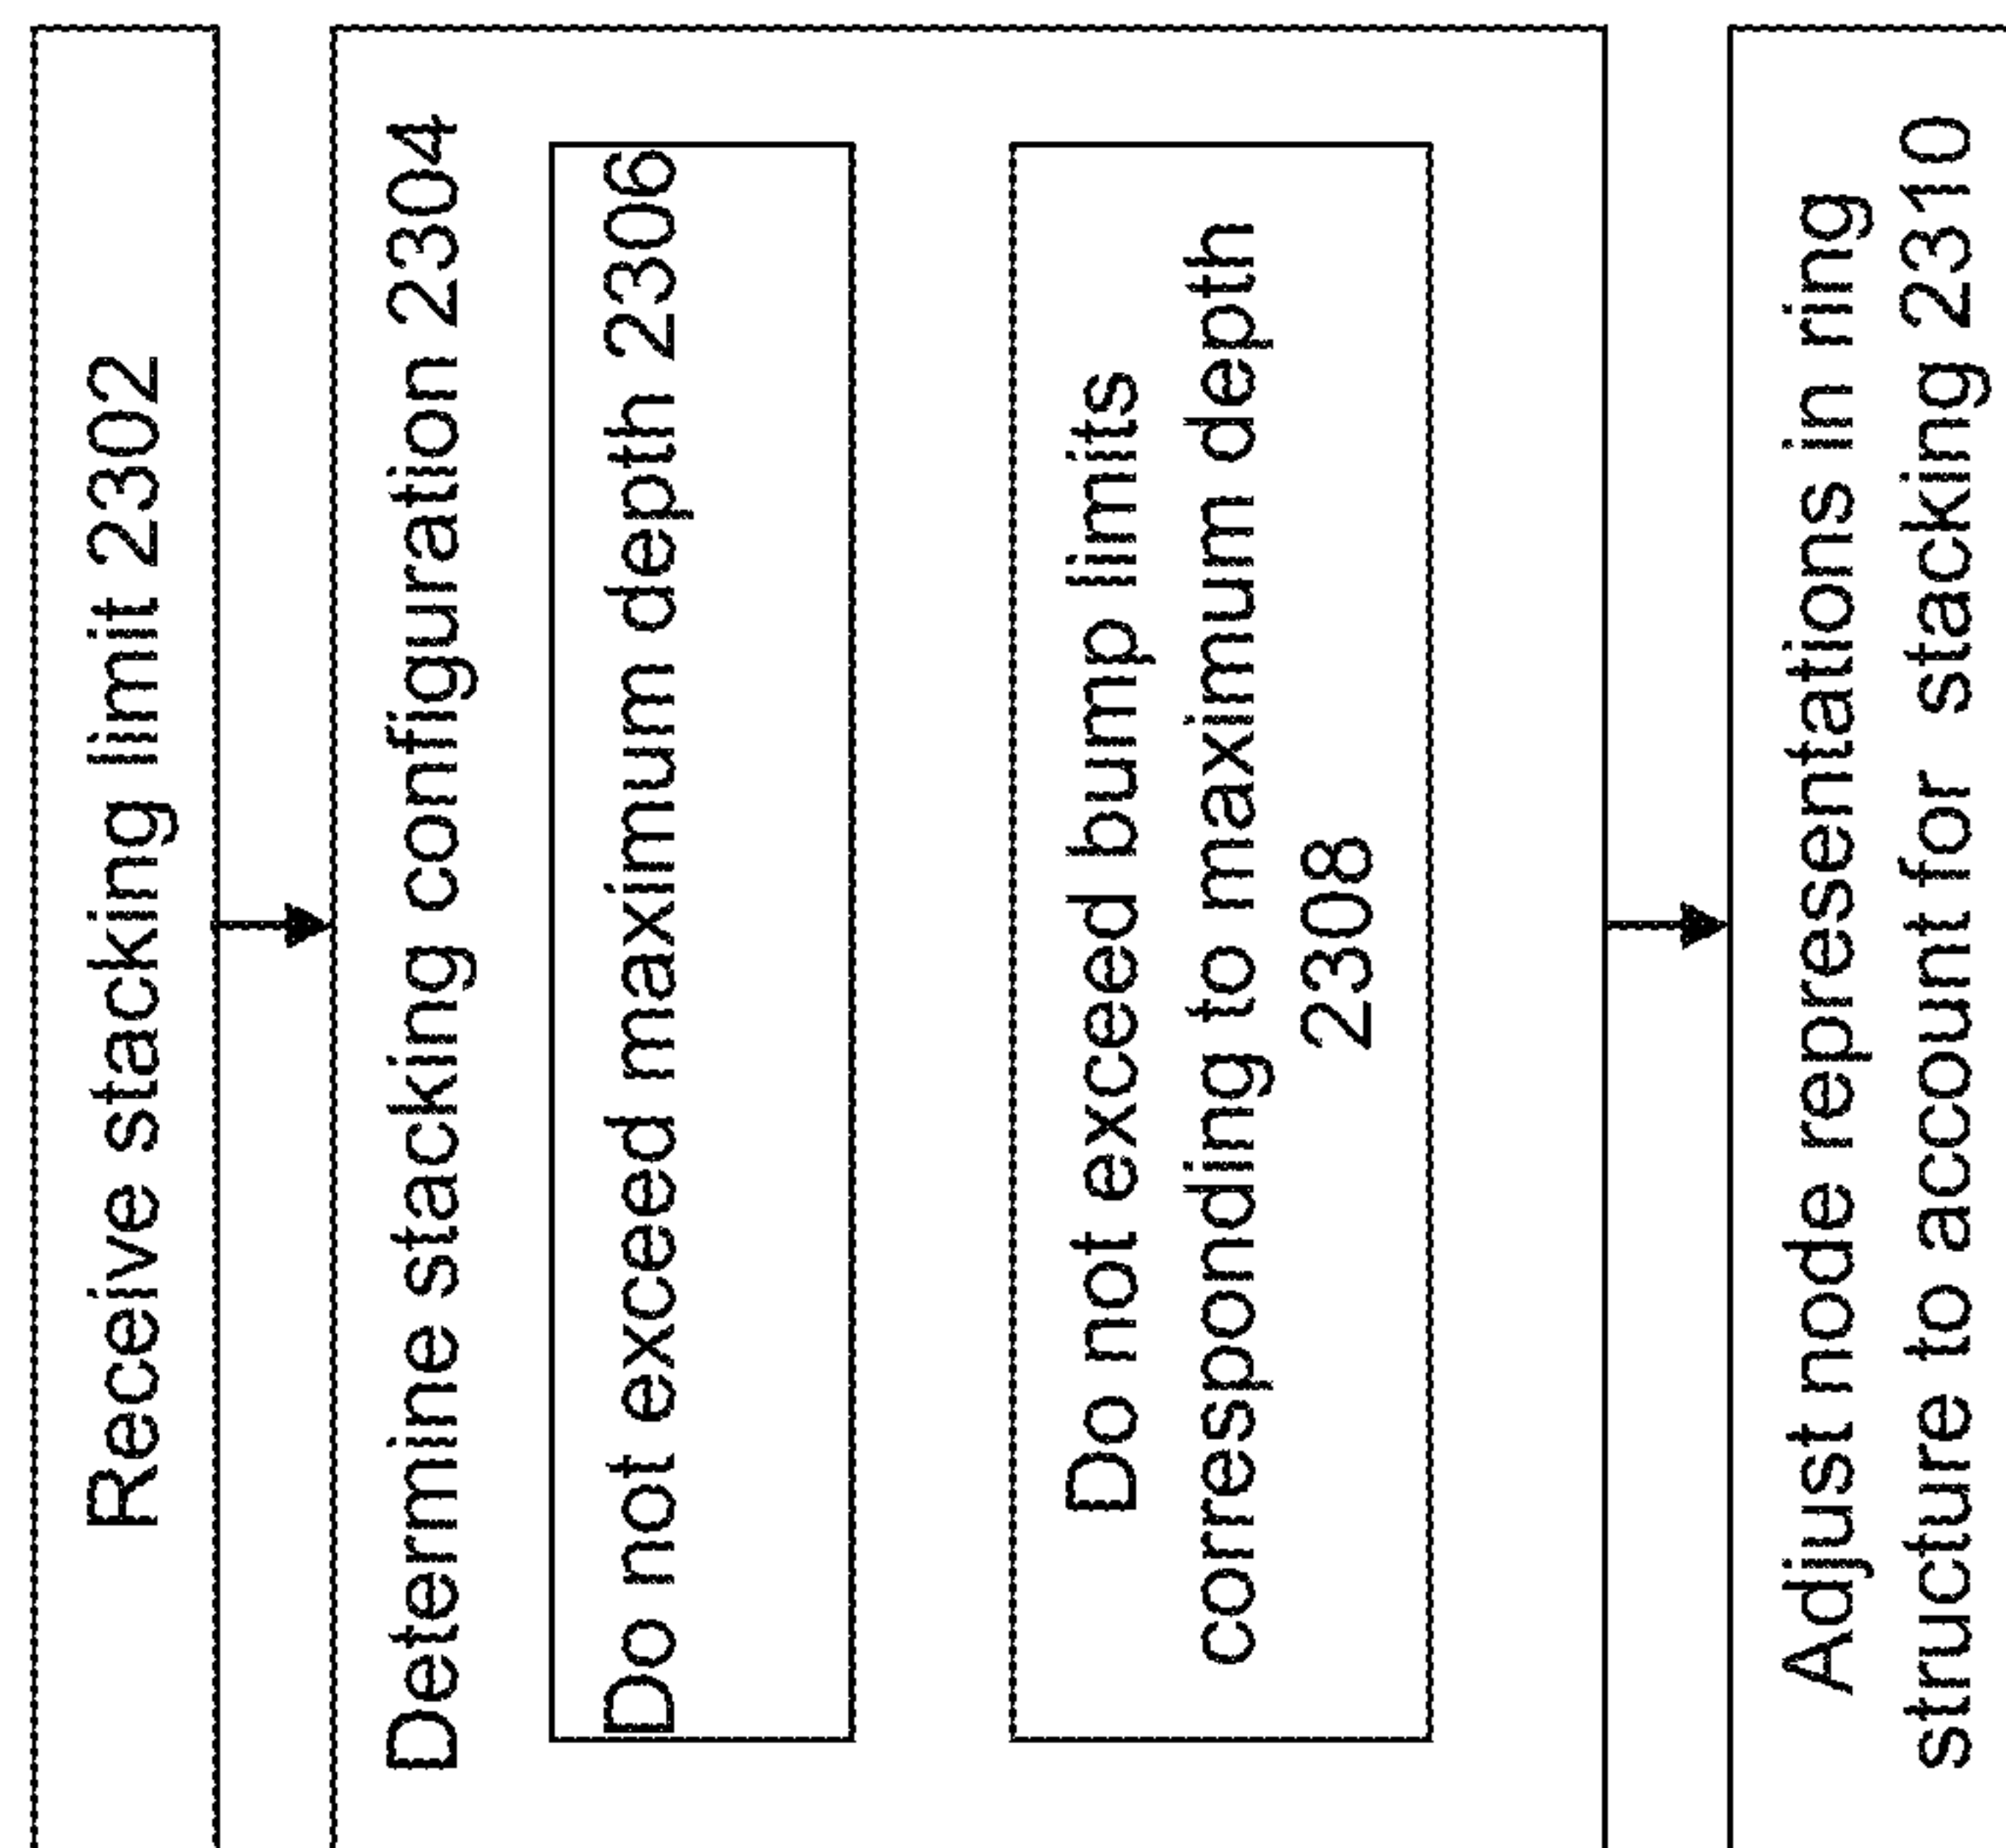 Receive stacking limit 2302
Determine stacking configuration 2304
Do not exceed maximum depth 2306
Do not exceed bump limits
corresponding to maximum depth
2308
Adjust node representations in ring
structure to account for stacking 2310